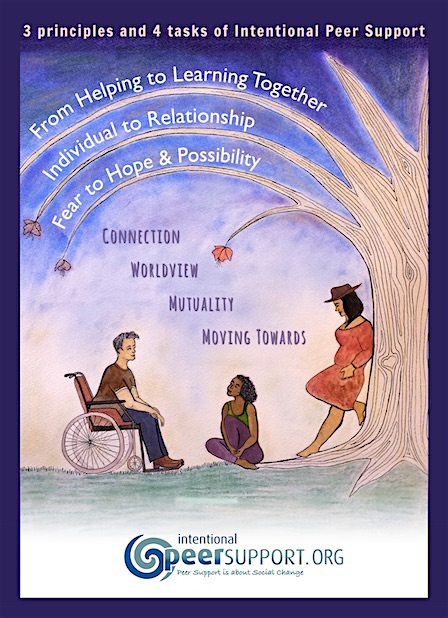 3 principles and 4 tasks of Intentional Peer Support
From Helping to Learning Together
Individual to Relationship
Fear to Hope & Possibility
CONNECTION
WORLDVIEW
MUTUALITY
MOVING TOWARDS
intentional
peerSUPPORT.ORG
Peer Support is about Social Change